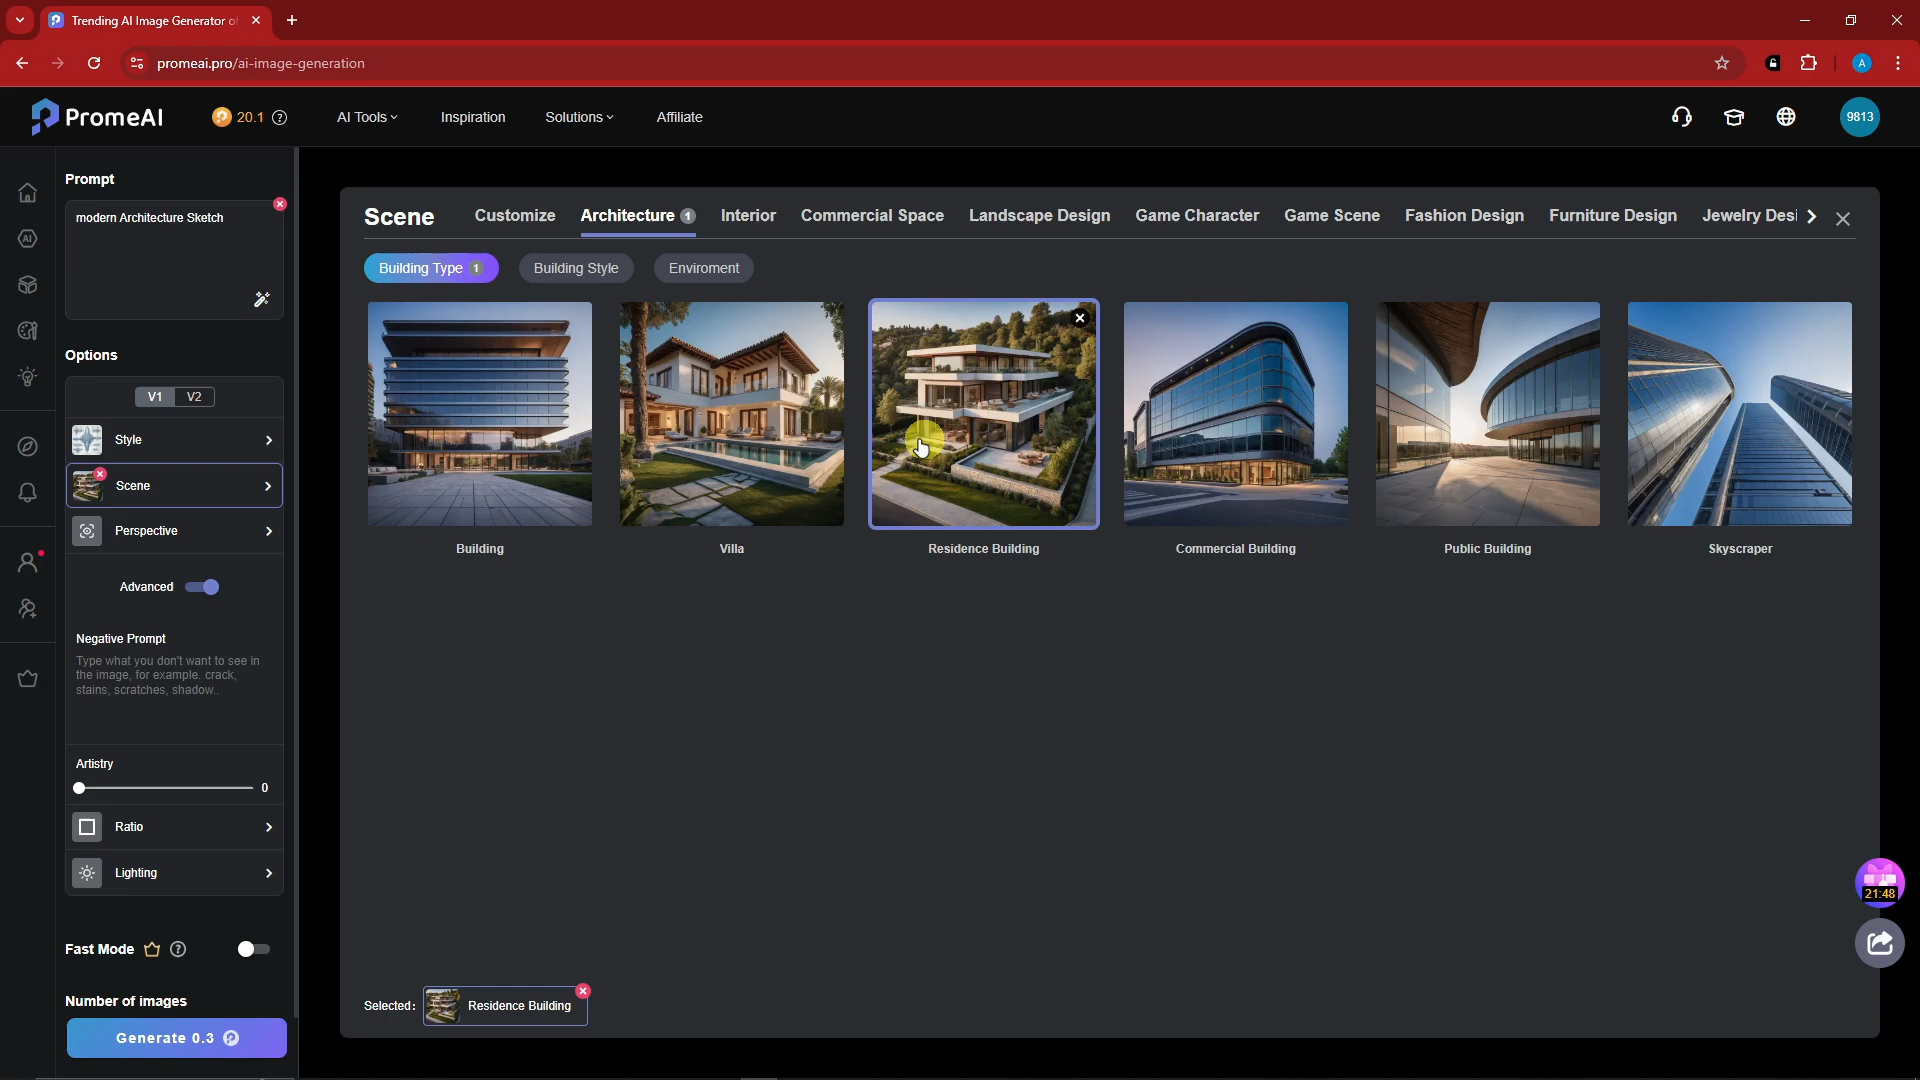 Trending AI Image Generator of
promeai.pro/ai-image-generation
A
PromeAI
20.1
AI Tools
Inspiration
Solutions
Affiliate
9813
Prompt
modern Architecture Sketch
Options
V1
V2
Style
Scene
Perspective
Advanced
Negative Prompt
Type what you don't want to see in
the image, for example. crack,
stains, scratches, shadow..
Artistry
0
Ratio
Lighting
Fast Mode
Number of images
Generate 0.3
Scene
Customize
Architecture 1
Interior
Commercial Space
Landscape Design
Game Character
Game Scene
Fashion Design
Furniture Design
Jewelry Desi
Building Type 1
Building Style
Enviroment
Building
Villa
Residence Building
Commercial Building
Public Building
Skyscraper
21:48
Selected:
Residence Building